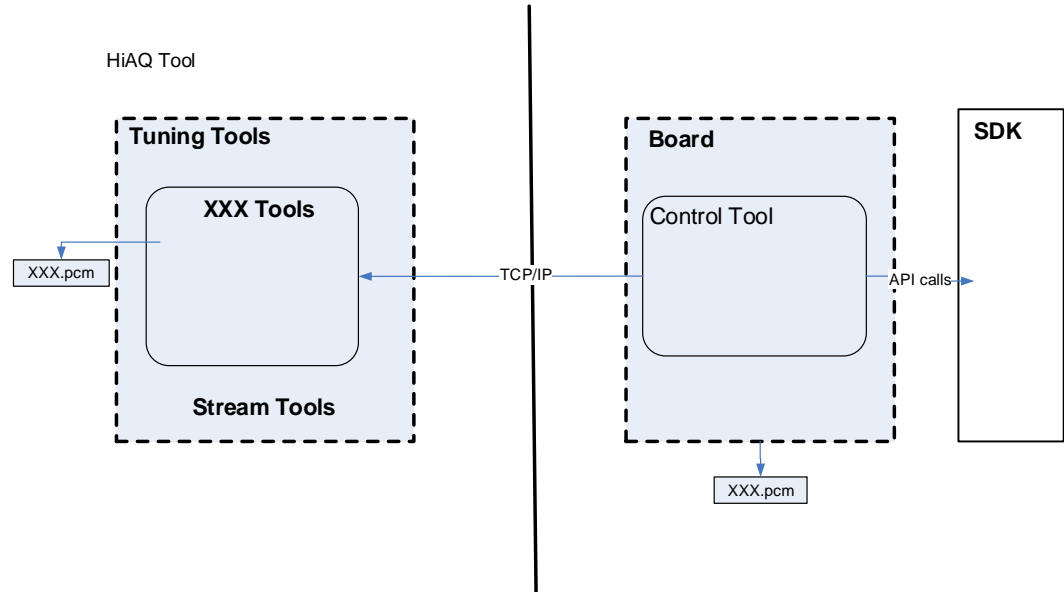 HiAQ Tool
Tuning Tools
XXX Tools
XXX.pcm
Stream Tools
TCP/IP
Board
Control Tool
API calls
XXX.pcm
SDK